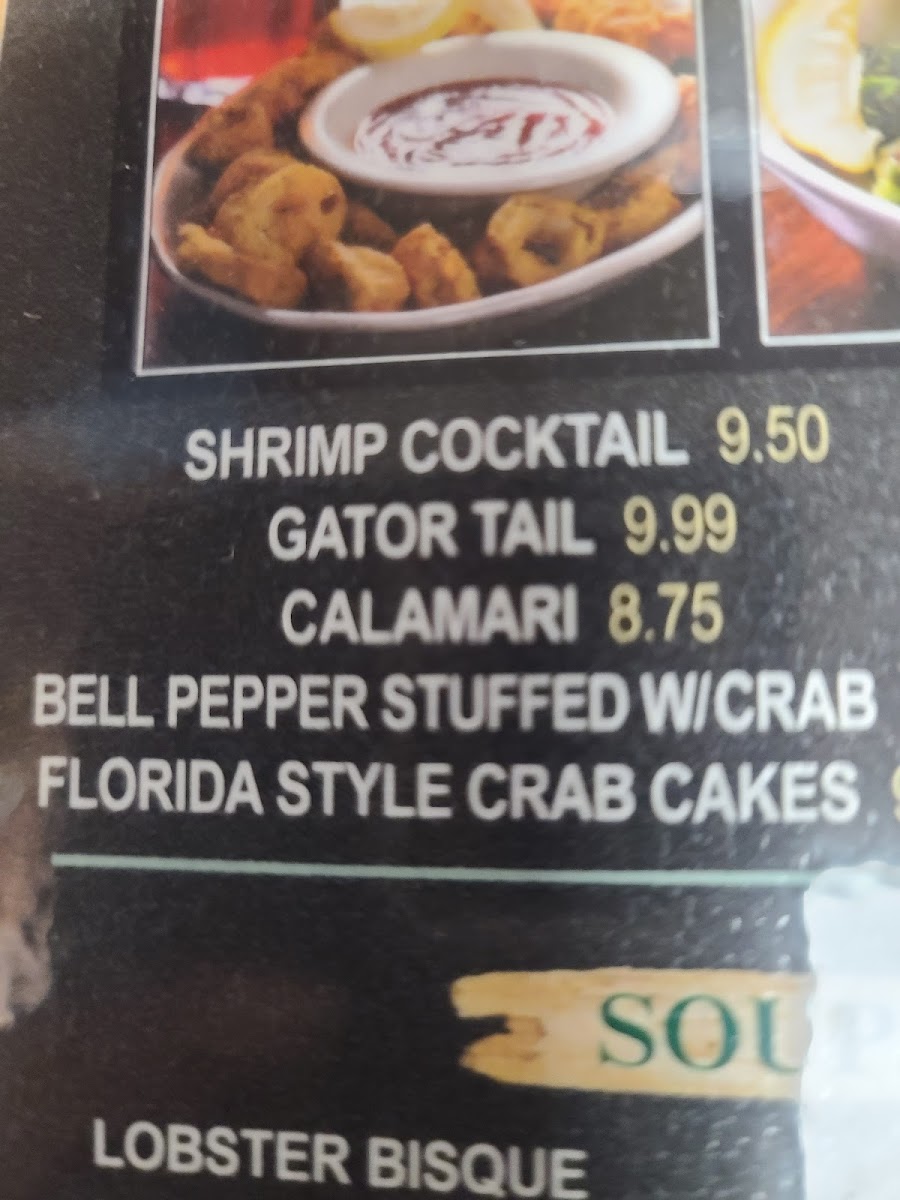 SHRIMP COCKTAIL 9.50
GATOR TAIL 9.99
CALAMARI 8.75
BELL PEPPER STUFFED W/CRAB
FLORIDA STYLE CRAB CAKES
SOUP
LOBSTER BISQUE